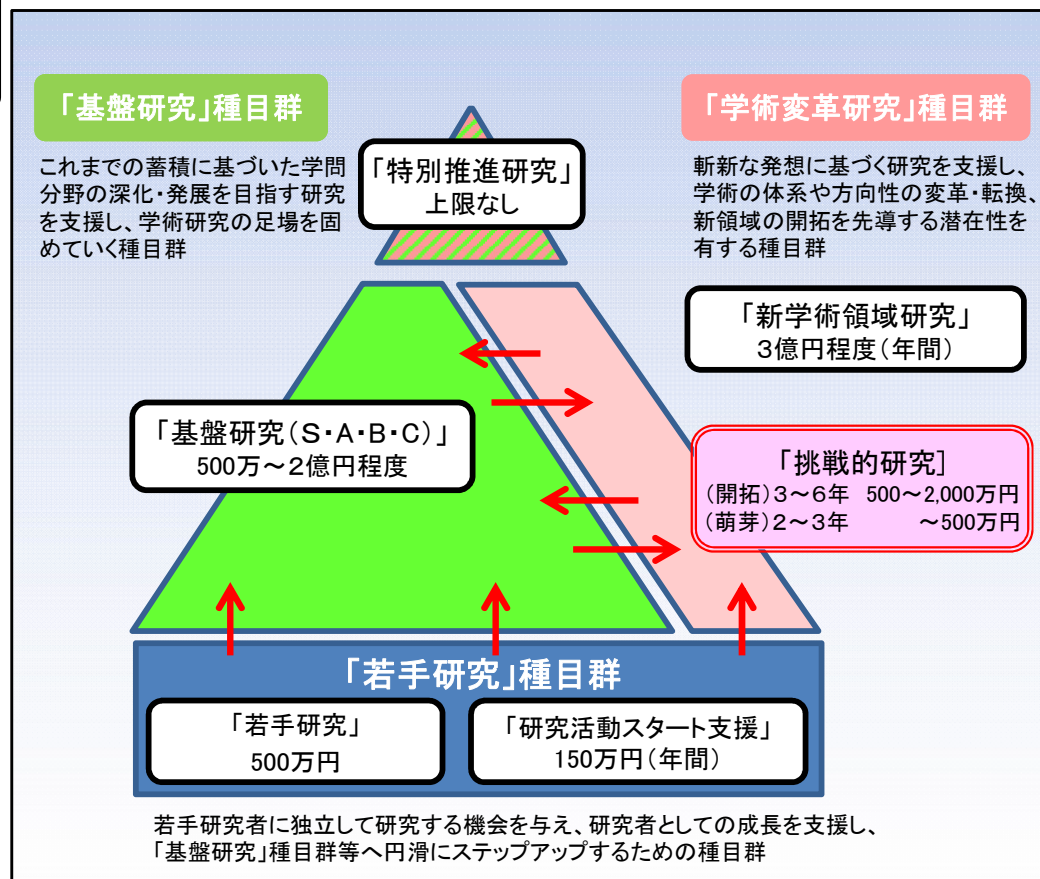 「基盤研究」種目群
これまでの蓄積に基づいた学問
分野の深化・発展を目指す研究
を支援し、学術研究の足場を固
めていく種目群
「特別推進研究」
上限なし
「学術変革研究」種目群
斬新な発想に基づく研究を支援し、
学術の体系や方向性の変革・転換、
新領域の開拓を先導する潜在性を
有する種目群
「新学術領域研究」
3億円程度(年間)
「基盤研究(S・A・B・C)」
500万～2億円程度
「挑戦的研究]
(開拓)3～6年 500～2,000万円
(萌芽)2～3年 ～500万円
「若手研究」種目群
「若手研究」
500万円
「研究活動スタート支援」
150万円(年間)
若手研究者に独立して研究する機会を与え、研究者としての成長を支援し、
「基盤研究」種目群等へ円滑にステップアップするための種目群